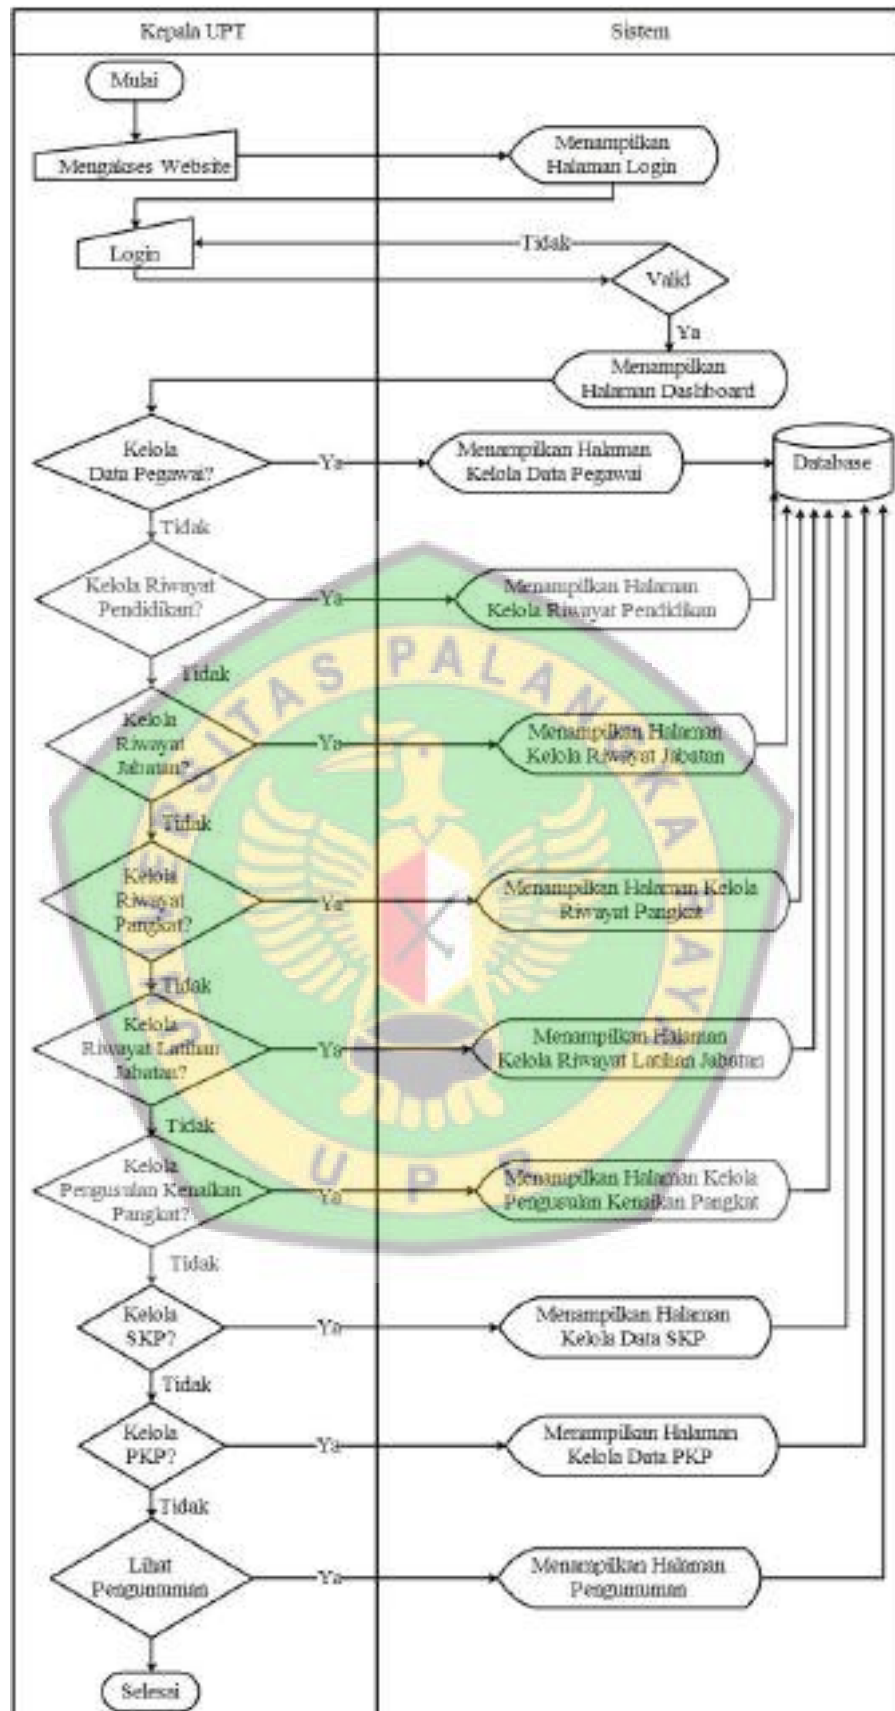 Kepala UPT
Sistem
Mulai
Mengakses Website
Menampilkan
Halaman Login
Login
Tidak
Valid
Ya
Menampilkan
Halaman Dashboard
Kelola
Data Pegawai?
Ya
Menampilkan Halaman
Kelola Data Pegawai
Database
Tidak
Kelola Riwayat
Pendidikan?
Ya
Menampilkan Halaman
Kelola Riwayat Pendidikan
Tidak
Kelola
Riwayat
Jabatan?
Ya
Menampilkan Halaman
Kelola Riwayat Jabatan
Tidak
Kelola
Riwayat
Pangkat?
Ya
Menampilkan Halaman Kelola
Riwayat Pangkat
Tidak
Kelola
Riwayat Latihan
Jabatan?
Ya
Menampilkan Halaman
Kelola Riwayat Latihan Jabatan
Tidak
Kelola
Pengusulan Kenaikan
Pangkat?
Ya
Menampilkan Halaman Kelola
Pengusulan Kenaikan Pangkat
Tidak
Kelola
SKP?
Ya
Menampilkan Halaman
Kelola Data SKP
Tidak
Kelola
PKP?
Ya
Menampilkan Halaman
Kelola Data PKP
Tidak
Lihat
Pengumuman
Ya
Menampilkan Halaman
Pengumuman
Selesai
UNIVERSITAS PALANGKA RAYA
U P R